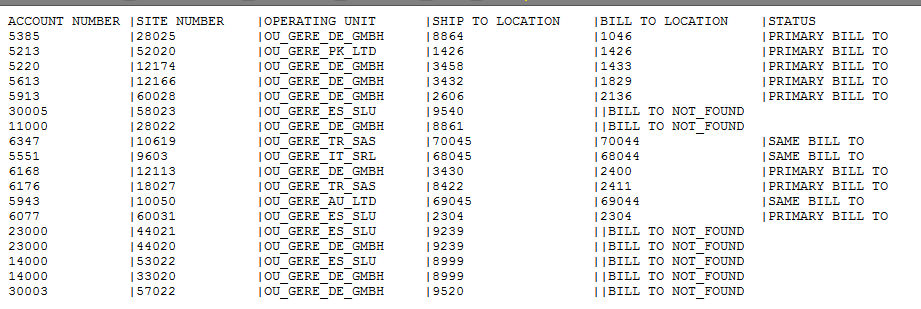 ACCOUNT NUMBER |SITE NUMBER |OPERATING UNIT |SHIP TO LOCATION |BILL TO LOCATION |STATUS
5385 |28025 |OU_GERE_DE_GMBH |8864 |1046 |PRIMARY BILL TO
5213 |52020 |OU_GERE_PK_LTD |1426 |1426 |PRIMARY BILL TO
5220 |12174 |OU_GERE_DE_GMBH |3458 |1433 |PRIMARY BILL TO
5613 |12166 |OU_GERE_DE_GMBH |3432 |1829 |PRIMARY BILL TO
5913 |60028 |OU_GERE_DE_GMBH |2606 |2136 |PRIMARY BILL TO
30005 |58023 |OU_GERE_ES_SLU |9540 ||BILL TO NOT_FOUND
11000 |28022 |OU_GERE_DE_GMBH |8861 ||BILL TO NOT_FOUND
6347 |10619 |OU_GERE_TR_SAS |70045 |70044 |SAME BILL TO
5551 |9603 |OU_GERE_IT_SRL |68045 |68044 |SAME BILL TO
6168 |12113 |OU_GERE_DE_GMBH |3430 |2400 |PRIMARY BILL TO
6176 |18027 |OU_GERE_TR_SAS |8422 |2411 |PRIMARY BILL TO
5943 |10050 |OU_GERE_AU_LTD |69045 |69044 |SAME BILL TO
6077 |60031 |OU_GERE_ES_SLU |2304 |2304 |PRIMARY BILL TO
23000 |44021 |OU_GERE_ES_SLU |9239 ||BILL TO NOT_FOUND
23000 |44020 |OU_GERE_DE_GMBH |9239 ||BILL TO NOT_FOUND
14000 |53022 |OU_GERE_ES_SLU |8999 ||BILL TO NOT_FOUND
14000 |33020 |OU_GERE_DE_GMBH |8999 ||BILL TO NOT_FOUND
30003 |57022 |OU_GERE_DE_GMBH |9520 ||BILL TO NOT_FOUND